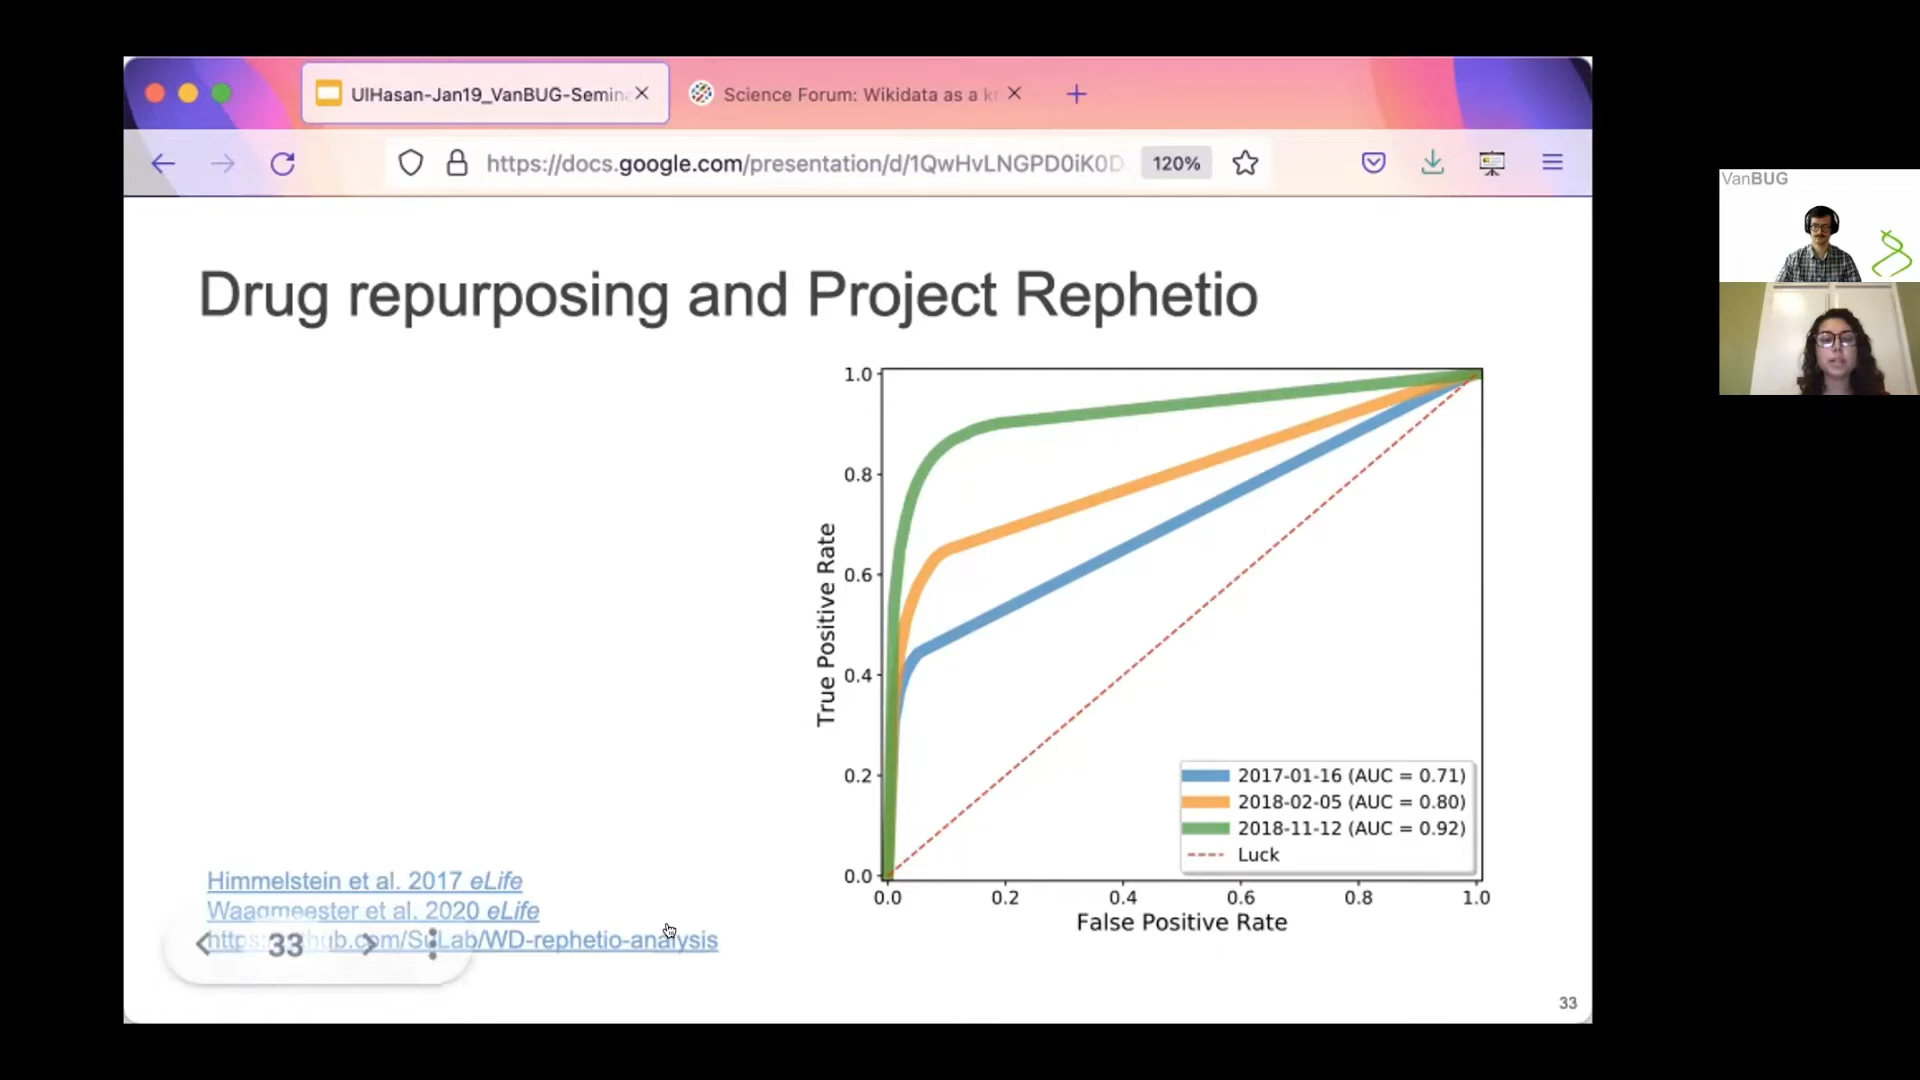 UlHasan-Jan19_VanBUG-Semin
Science Forum: Wikidata as a k
https://docs.google.com/presentation/d/1QwHvLNGPD0iK0D
120%
VanBUG
Drug repurposing and Project Rephetio
1.0
0.8
0.6
0.4
0.2
0.0
True Positive Rate
2017-01-16 (AUC = 0.71)
2018-02-05 (AUC = 0.80)
2018-11-12 (AUC = 0.92)
Luck
0.0 0.2 0.4 0.6 0.8 1.0
False Positive Rate
Himmelstein et al. 2017 eLife
Waagmeester et al. 2020 eLife
hub.com/SuLab/WD-rephetio-analysis
33
33